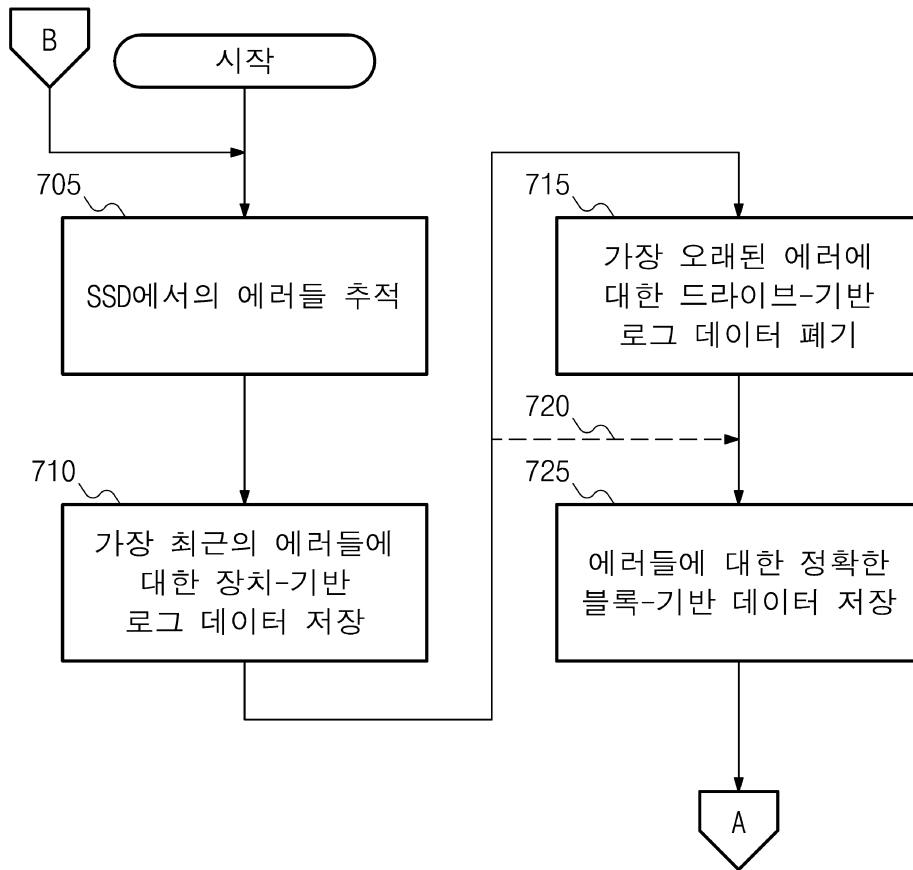 B
시작
705
SSD에서의 에러들 추적
710
가장 최근의 에러들에
대한 장치-기반
로그 데이터 저장
715
가장 오래된 에러에
대한 드라이브-기반
로그 데이터 폐기
720
725
에러들에 대한 정확한
블록-기반 데이터 저장
A